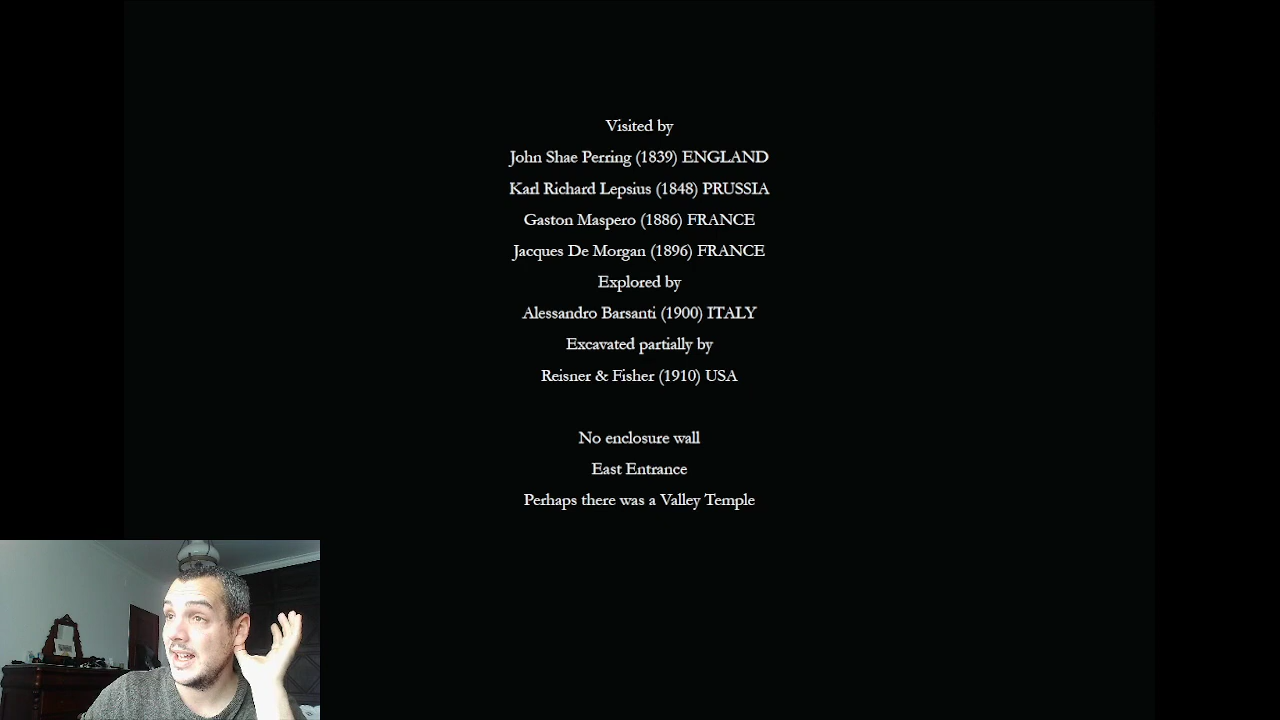 Visited by
John Shae Perring (1839) ENGLAND
Karl Richard Lepsius (1848) PRUSSIA
Gaston Maspero (1886) FRANCE
Jacques De Morgan (1896) FRANCE
Explored by
Alessandro Barsanti (1900) ITALY
Excavated partially by
Reisner & Fisher (1910) USA
No enclosure wall
East Entrance
Perhaps there was a Valley Temple